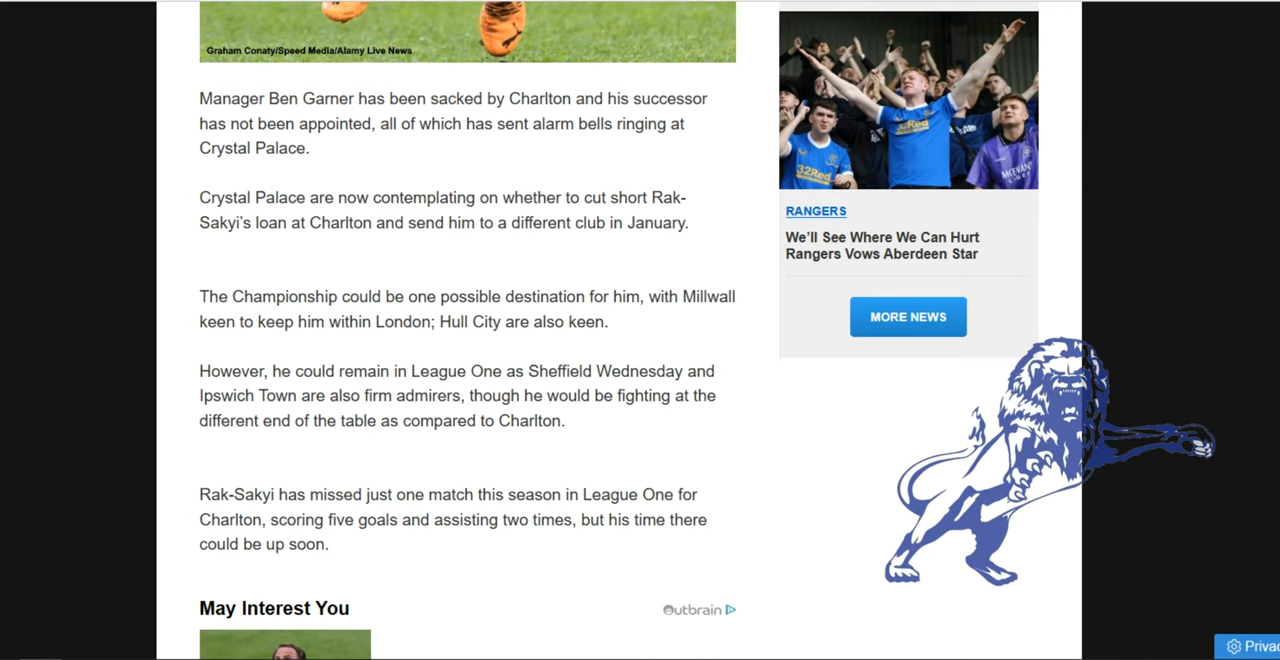 Graham Conaty/Speed Media/Alamy Live News
Manager Ben Garner has been sacked by Charlton and his successor
has not been appointed, all of which has sent alarm bells ringing at
Crystal Palace.
Crystal Palace are now contemplating on whether to cut short Rak-
Sakyi’s loan at Charlton and send him to a different club in January.
The Championship could be one possible destination for him, with Millwall
keen to keep him within London; Hull City are also keen.
However, he could remain in League One as Sheffield Wednesday and
Ipswich Town are also firm admirers, though he would be fighting at the
different end of the table as compared to Charlton.
Rak-Sakyi has missed just one match this season in League One for
Charlton, scoring five goals and assisting two times, but his time there
could be up soon.
May Interest You
Outbrain
32Red
32Red
RANGERS
We’ll See Where We Can Hurt
Rangers Vows Aberdeen Star
MORE NEWS